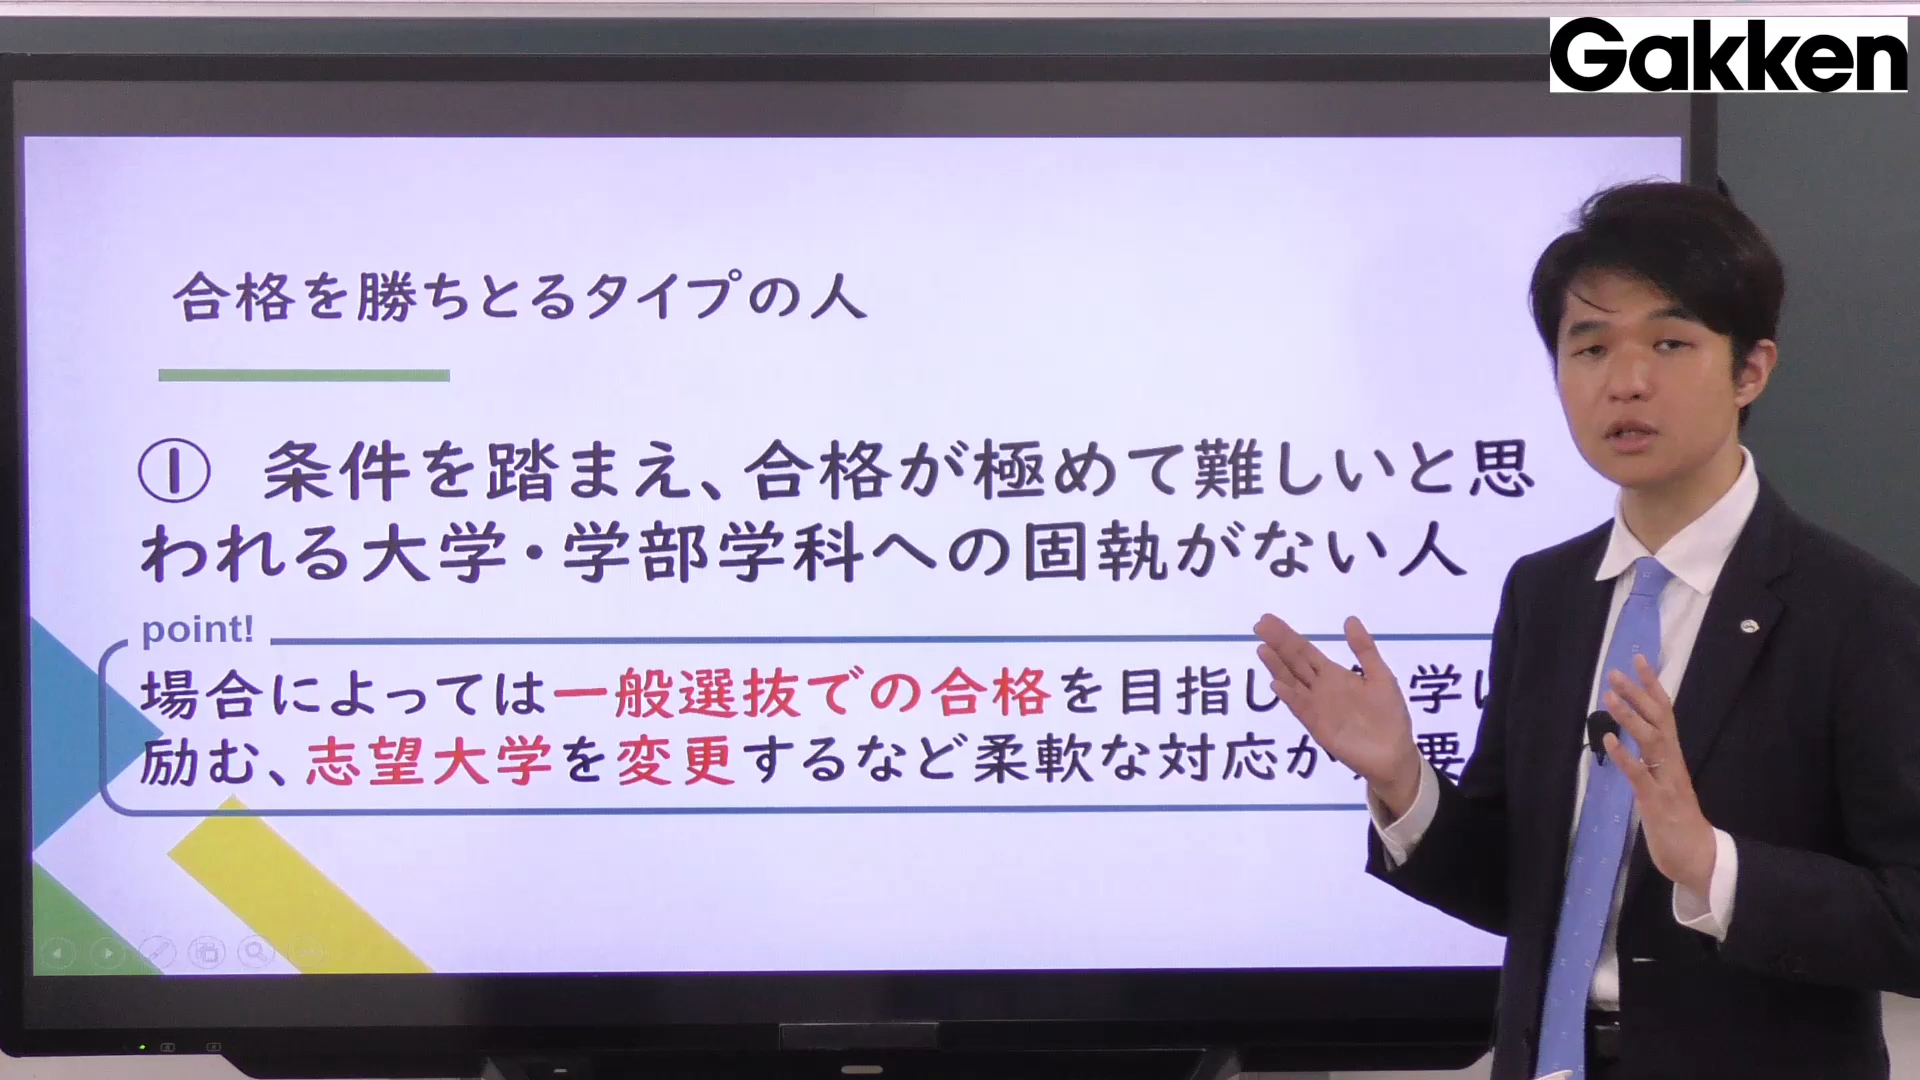 Gakken
合格を勝ちとるタイプの人
① 条件を踏まえ、合格が極めて難しいと思
われる大学・学部学科への固執がない人
point!
場合によっては一般選抜での合格を目指し 学
励む、志望大学を変更するなど柔軟な対応が 要